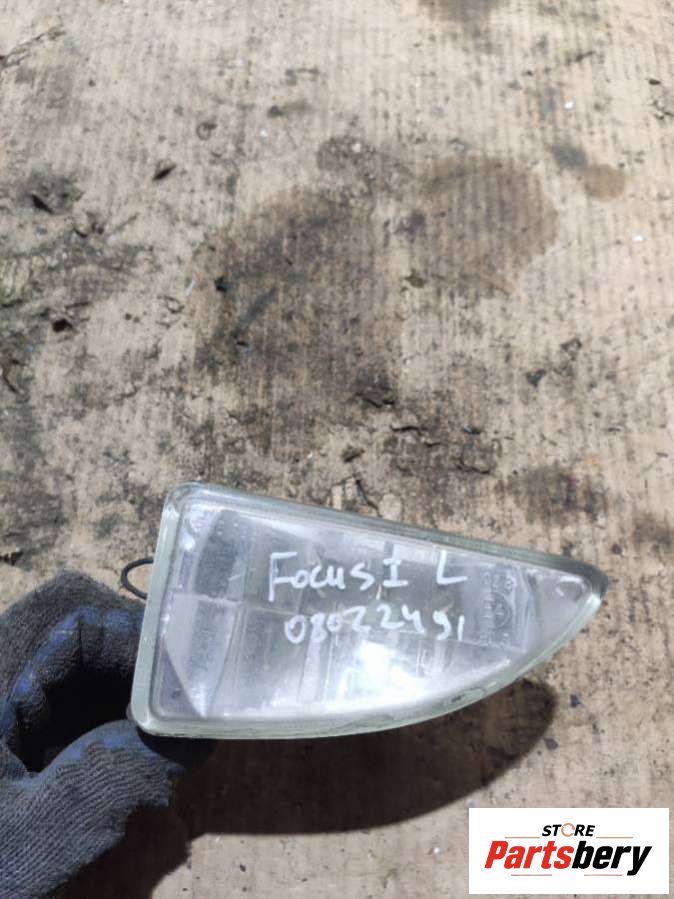 Focus I L
08022491
STORE
Partsbery